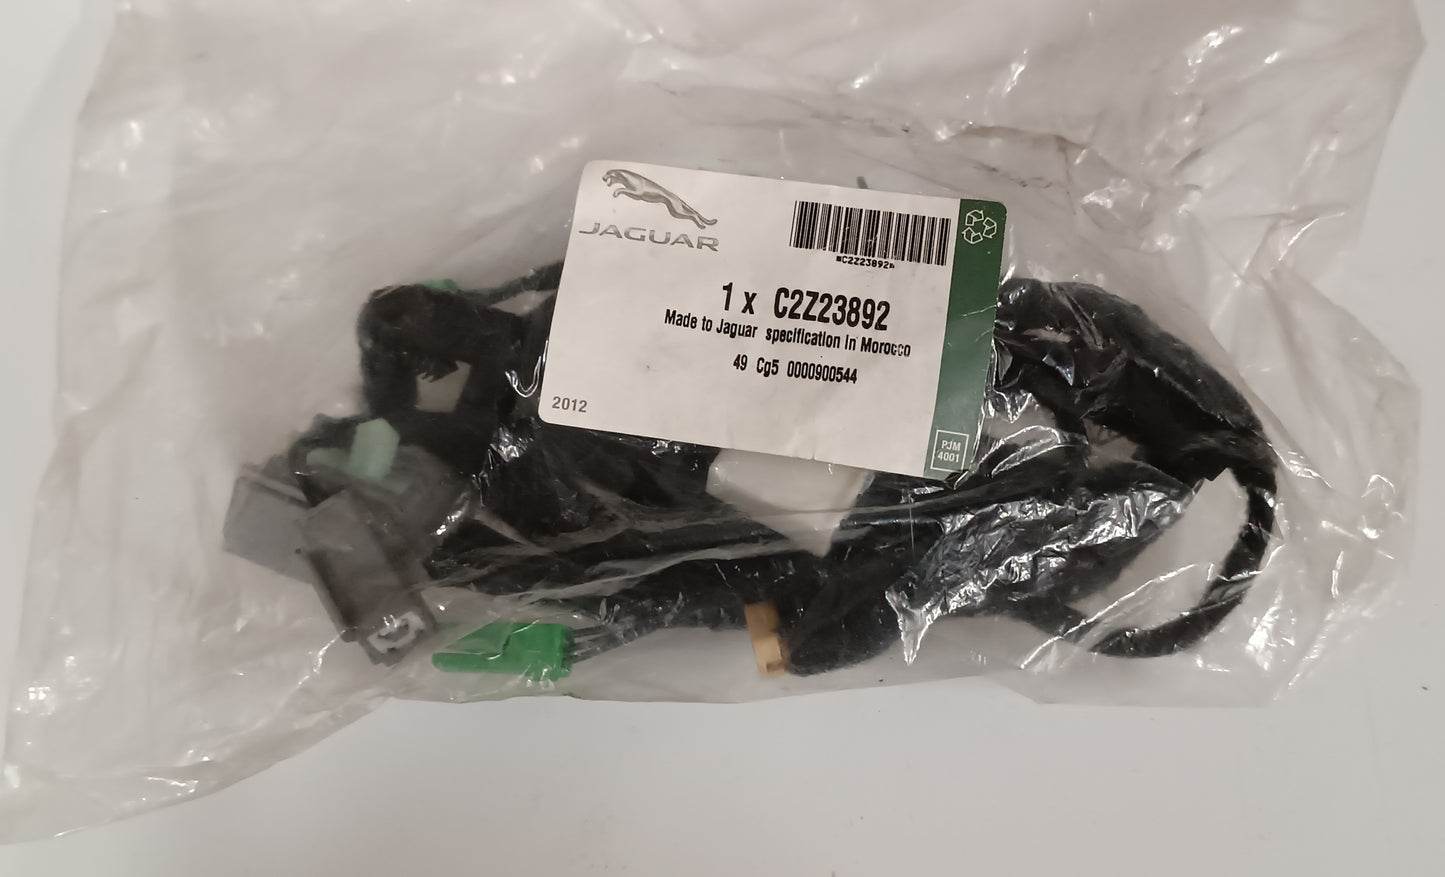 JAGUAR
*C2Z23892*
1 x C2Z23892
Made to Jaguar specification in Morocco
49 Cg5 0000900544
2012
PJM
4001